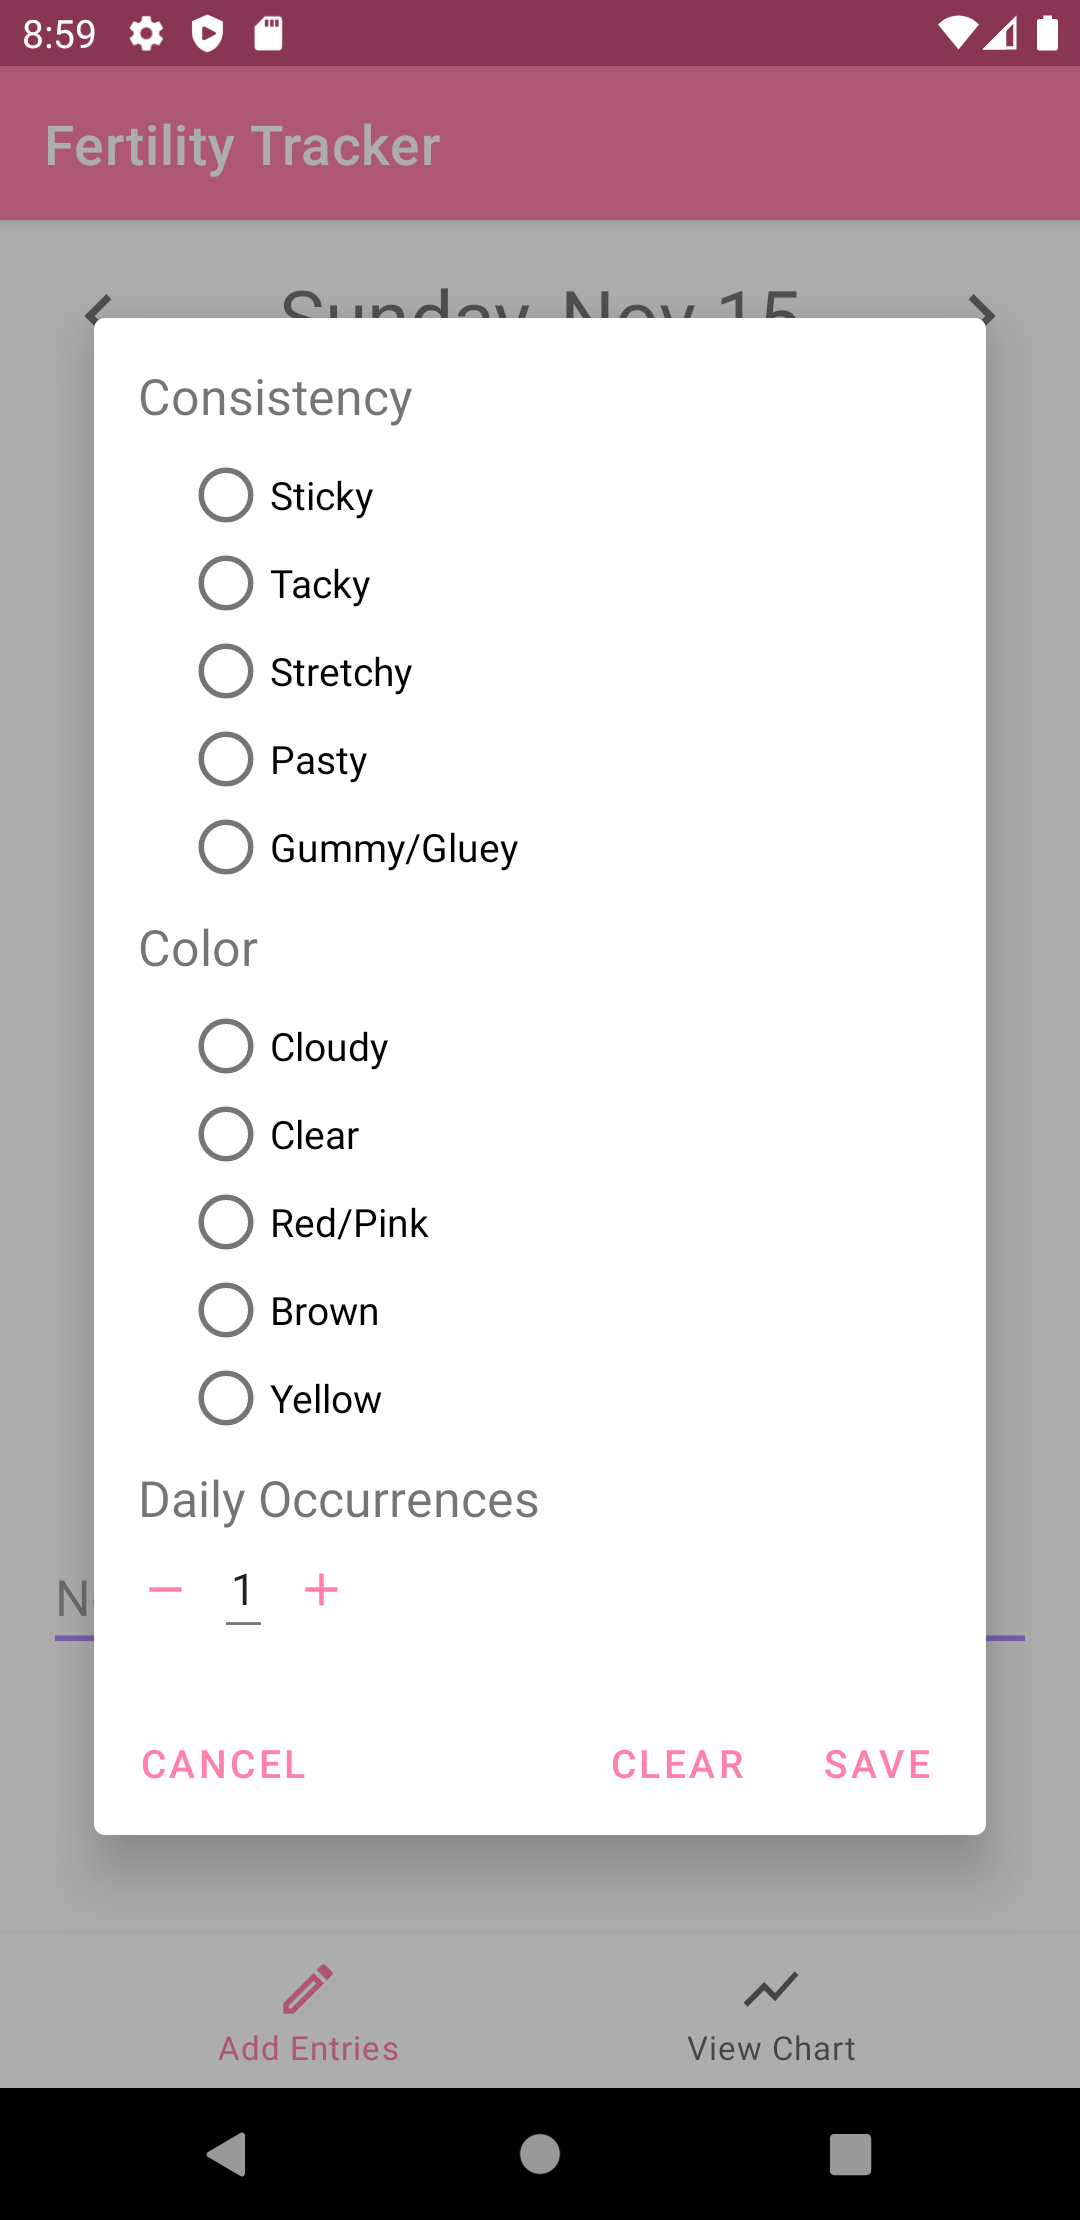 8:59
Fertility Tracker
Sunday, Nov 15
Consistency
Sticky
Tacky
Stretchy
Pasty
Gummy/Gluey
Color
Cloudy
Clear
Red/Pink
Brown
Yellow
Daily Occurrences
1
CANCEL CLEAR SAVE
Add Entries View Chart